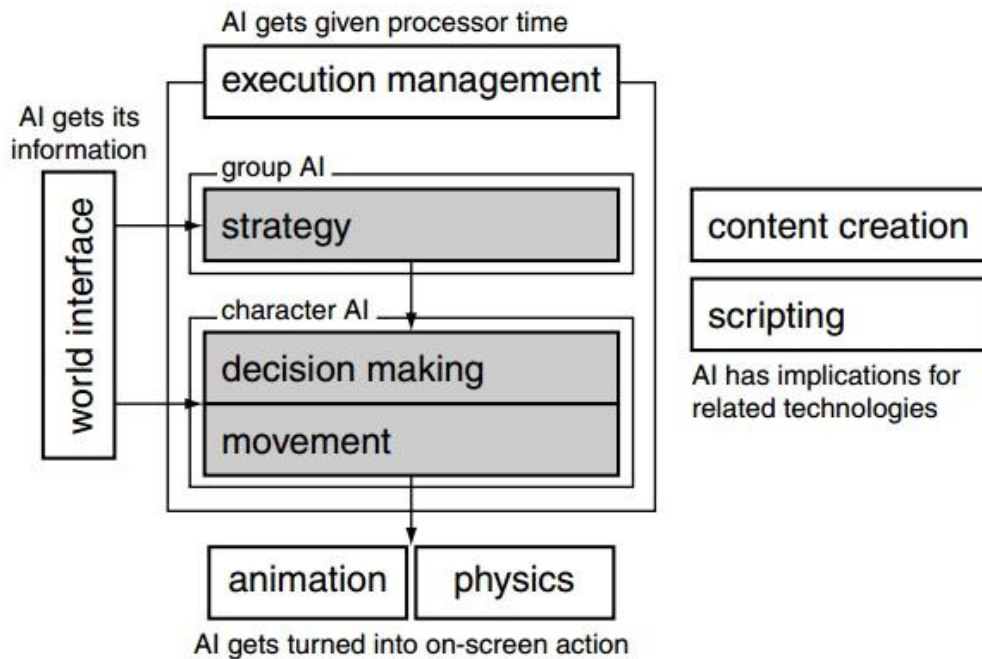 AI gets given processor time
execution management
AI gets its
information
world interface
group AI
strategy
character AI
decision making
movement
content creation
scripting
AI has implications for
related technologies
animation
physics
AI gets turned into on-screen action